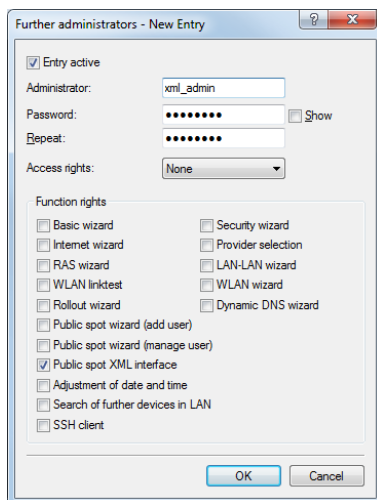 Further administrators - New Entry
Entry active
Administrator: xml_admin
Password: ●●●●●●●● Show
Repeat: ●●●●●●●●
Access rights: None
Function rights
Basic wizard Security wizard
Internet wizard Provider selection
RAS wizard LAN-LAN wizard
WLAN linktest WLAN wizard
Rollout wizard Dynamic DNS wizard
Public spot wizard (add user)
Public spot wizard (manage user)
Public spot XML interface
Adjustment of date and time
Search of further devices in LAN
SSH client
OK Cancel